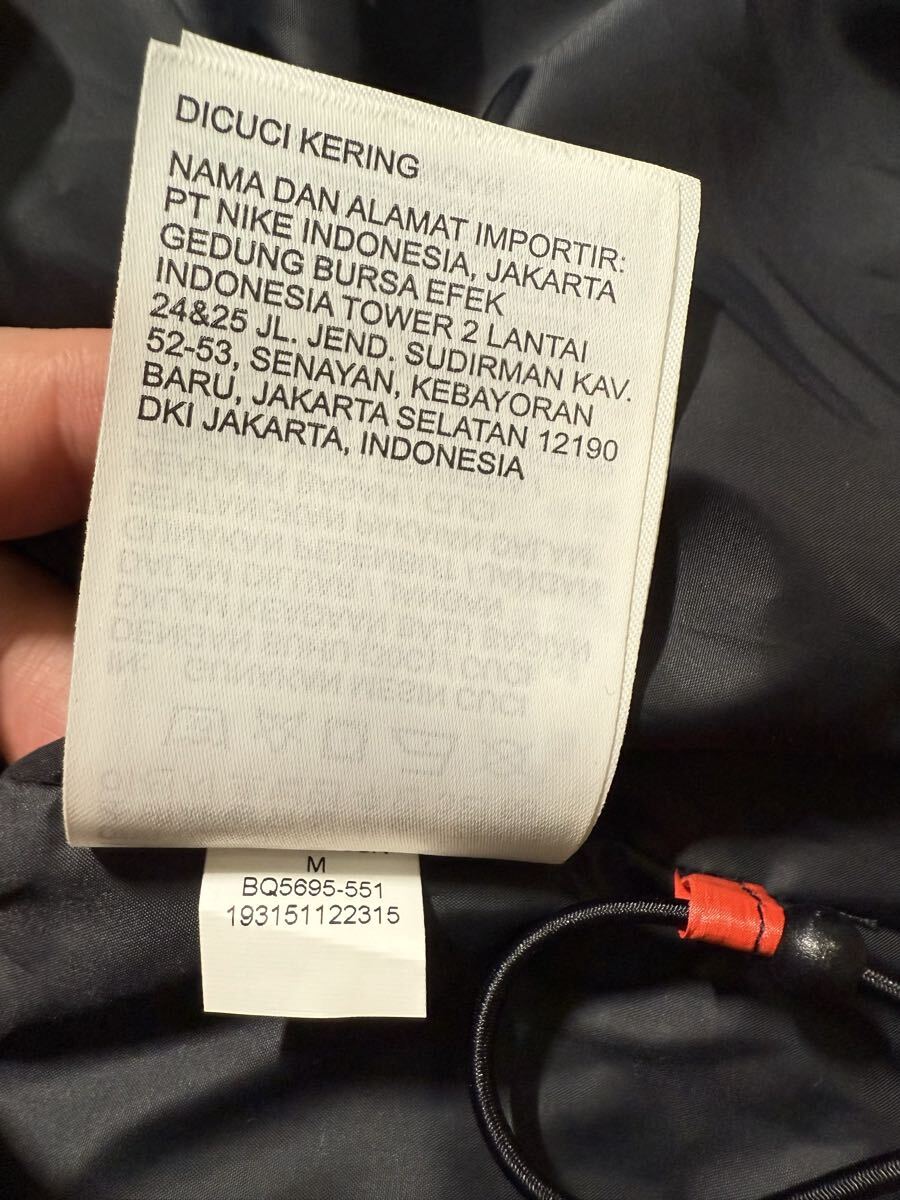 DICUCI KERING
NAMA DAN ALAMAT IMPORTIR:
PT NIKE INDONESIA, JAKARTA
GEDUNG BURSA EFEK
INDONESIA TOWER 2 LANTAI
24&25 JL. JEND. SUDIRMAN KAV.
52-53, SENAYAN, KEBAYORAN
BARU, JAKARTA SELATAN 12190
DKI JAKARTA, INDONESIA
M
BQ5695-551
193151122315